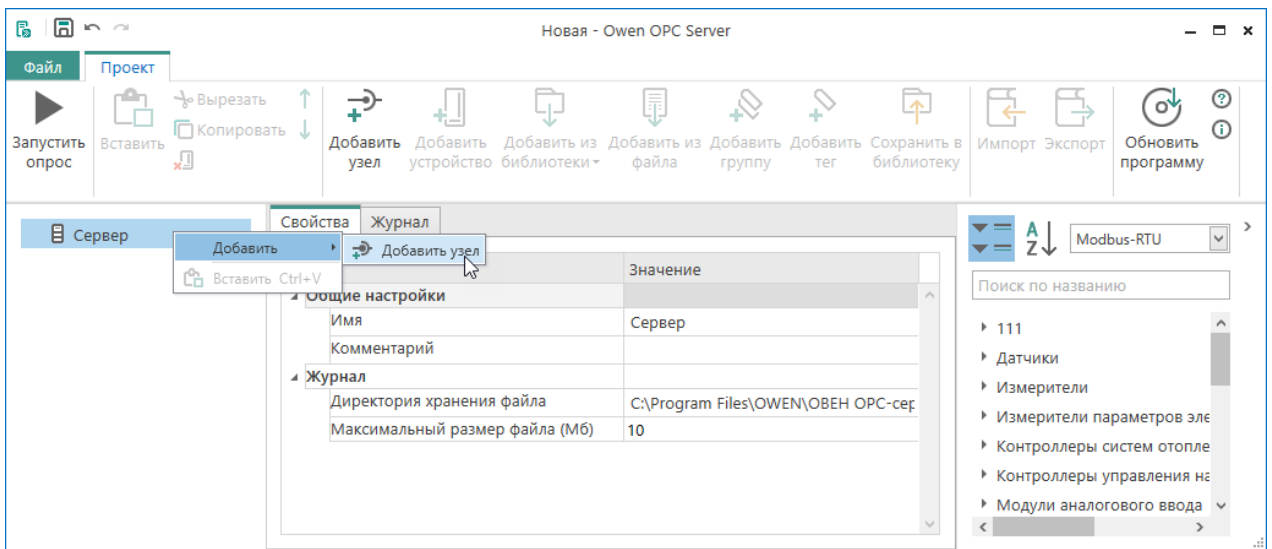 Новая - Owen OPC Server
Файл
Проект
Запустить опрос
Вставить
Вырезать
Копировать
Добавить узел
Добавить устройство
Добавить из библиотеки
Добавить из файла
Добавить группу
Добавить тег
Сохранить в библиотеку
Импорт
Экспорт
Обновить программу
Сервер
Добавить
Вставить Ctrl+V
Добавить узел
Свойства
Журнал
Значение
Общие настройки
Имя
Сервер
Комментарий
Журнал
Директория хранения файла
C:\Program Files\OWEN\ОВЕН OPC-сер
Максимальный размер файла (Мб)
10
A
Z
Modbus-RTU
Поиск по названию
111
Датчики
Измерители
Измерители параметров эле
Контроллеры систем отопле
Контроллеры управления на
Модули аналогового ввода